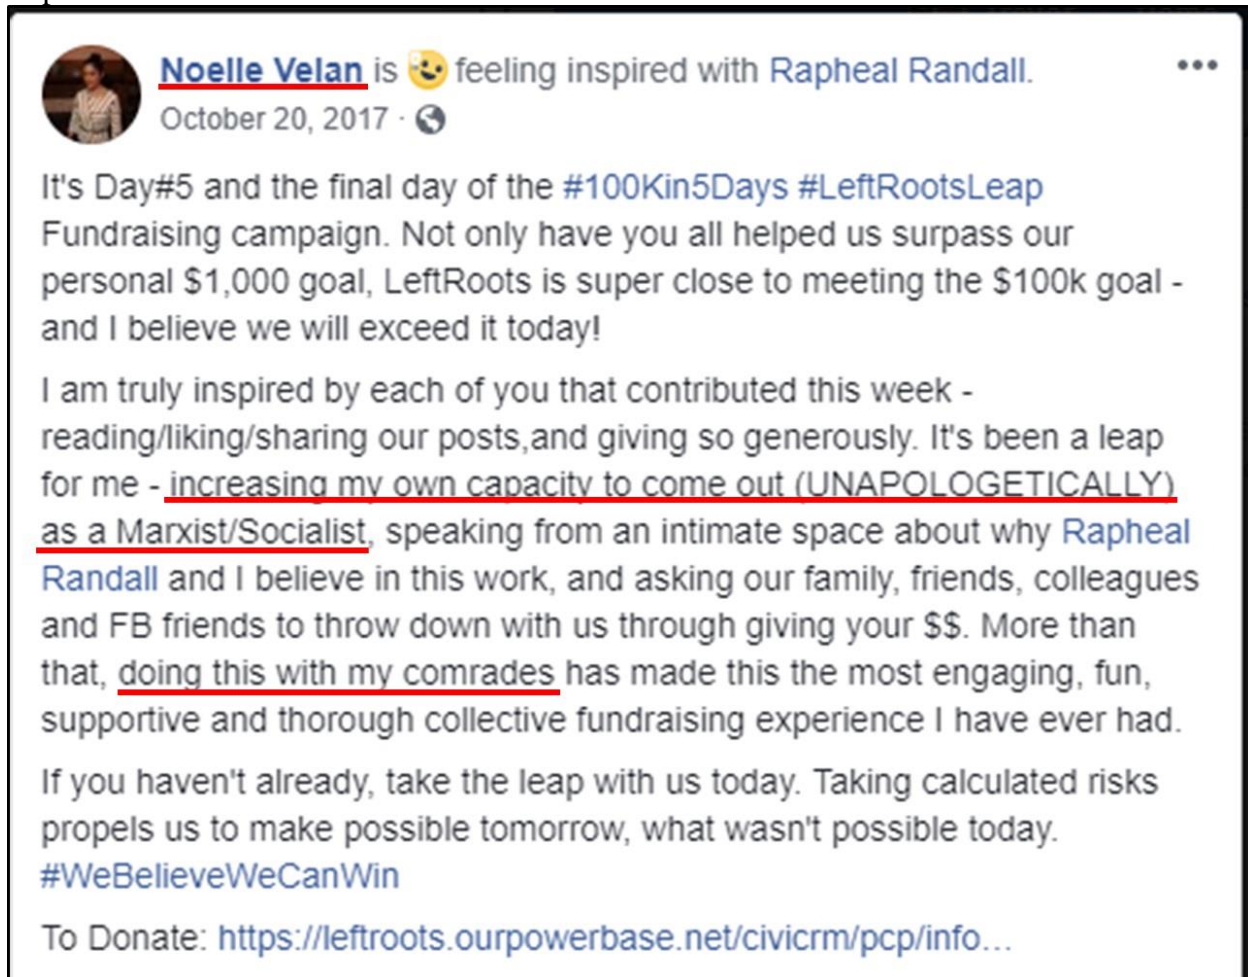 Noelle Velan is feeling inspired with Rapheal Randall.
October 20, 2017 ·
It's Day#5 and the final day of the #100Kin5Days #LeftRootsLeap
Fundraising campaign. Not only have you all helped us surpass our
personal $1,000 goal, LeftRoots is super close to meeting the $100k goal -
and I believe we will exceed it today!
I am truly inspired by each of you that contributed this week -
reading/liking/sharing our posts,and giving so generously. It's been a leap
for me - increasing my own capacity to come out (UNAPOLOGETICALLY)
as a Marxist/Socialist, speaking from an intimate space about why Rapheal
Randall and I believe in this work, and asking our family, friends, colleagues
and FB friends to throw down with us through giving your $$. More than
that, doing this with my comrades has made this the most engaging, fun,
supportive and thorough collective fundraising experience I have ever had.
If you haven't already, take the leap with us today. Taking calculated risks
propels us to make possible tomorrow, what wasn't possible today.
#WeBelieveWeCanWin
To Donate: https://leftroots.ourpowerbase.net/civicrm/pcp/info...